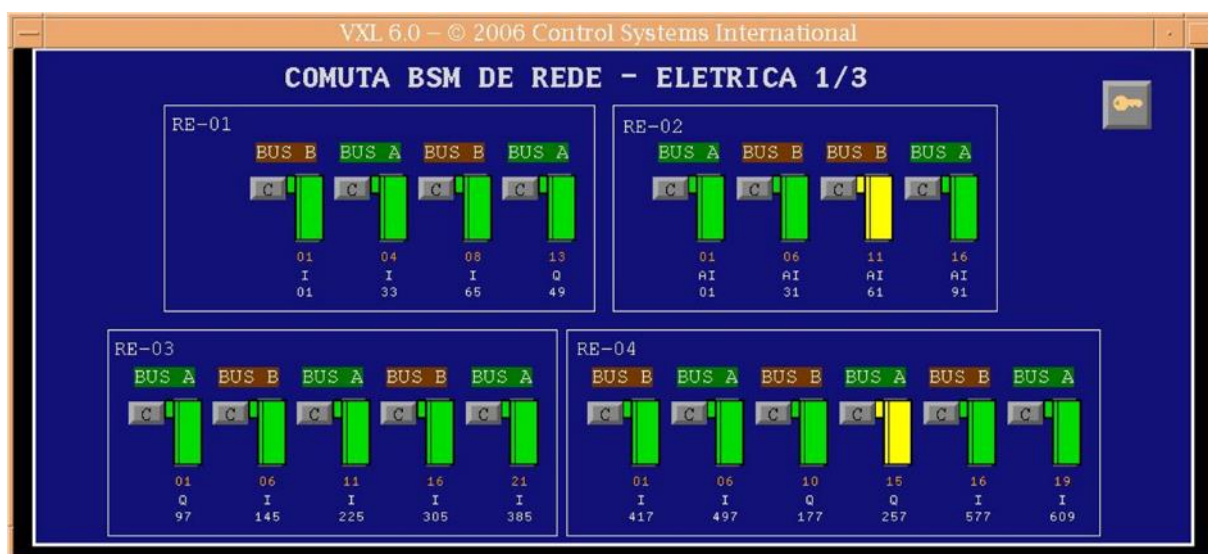 VXL 6.0 – © 2006 Control Systems International
COMUTA BSM DE REDE – ELETRICA 1/3
RE-01
BUS B BUS A BUS B BUS A
C C C C
01 04 08 13
I I I Q
01 33 65 49
RE-02
BUS A BUS B BUS B BUS A
C C C C
01 06 11 16
AI AI AI AI
01 31 61 91
RE-03
BUS A BUS B BUS A BUS B BUS A
C C C C C
01 06 11 16 21
Q I I I I
97 145 225 305 385
RE-04
BUS B BUS A BUS B BUS A BUS B BUS A
C C C C C C
01 06 10 15 16 19
I I Q Q I I
417 497 177 257 577 609